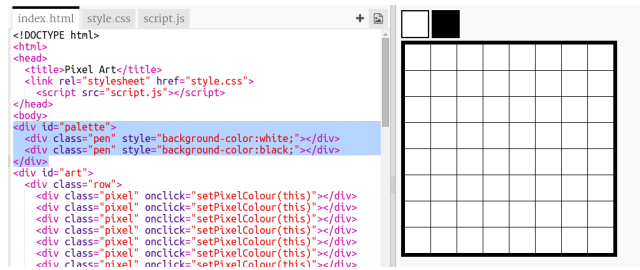 index.html style.css script.js +
<!DOCTYPE html>
<html>
<head>
<title>Pixel Art</title>
<link rel="stylesheet" href="style.css">
<script src="script.js"></script>
</head>
<body>
<div id="palette">
<div class="pen" style="background-color:white;"></div>
<div class="pen" style="background-color:black;"></div>
</div>
<div id="art">
<div class="row">
<div class="pixel" onclick="setPixelColour(this)"></div>
<div class="pixel" onclick="setPixelColour(this)"></div>
<div class="pixel" onclick="setPixelColour(this)"></div>
<div class="pixel" onclick="setPixelColour(this)"></div>
<div class="pixel" onclick="setPixelColour(this)"></div>
<div class="pixel" onclick="setPixelColour(this)"></div>